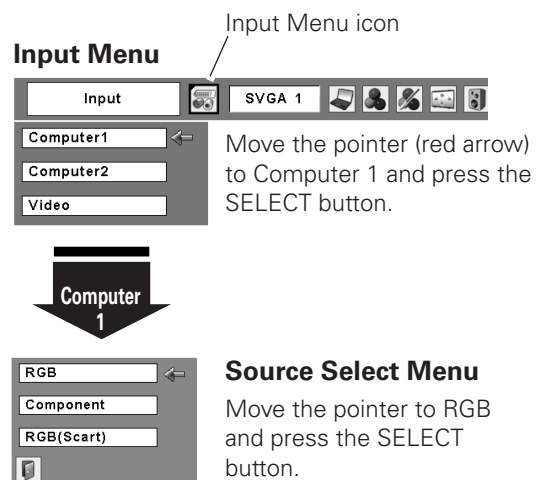 Input Menu icon
Input Menu
Input
SVGA 1
Computer1
Computer2
Video
Move the pointer (red arrow)
to Computer 1 and press the
SELECT button.
Computer
1
RGB
Component
RGB(Scart)
Source Select Menu
Move the pointer to RGB
and press the SELECT
button.